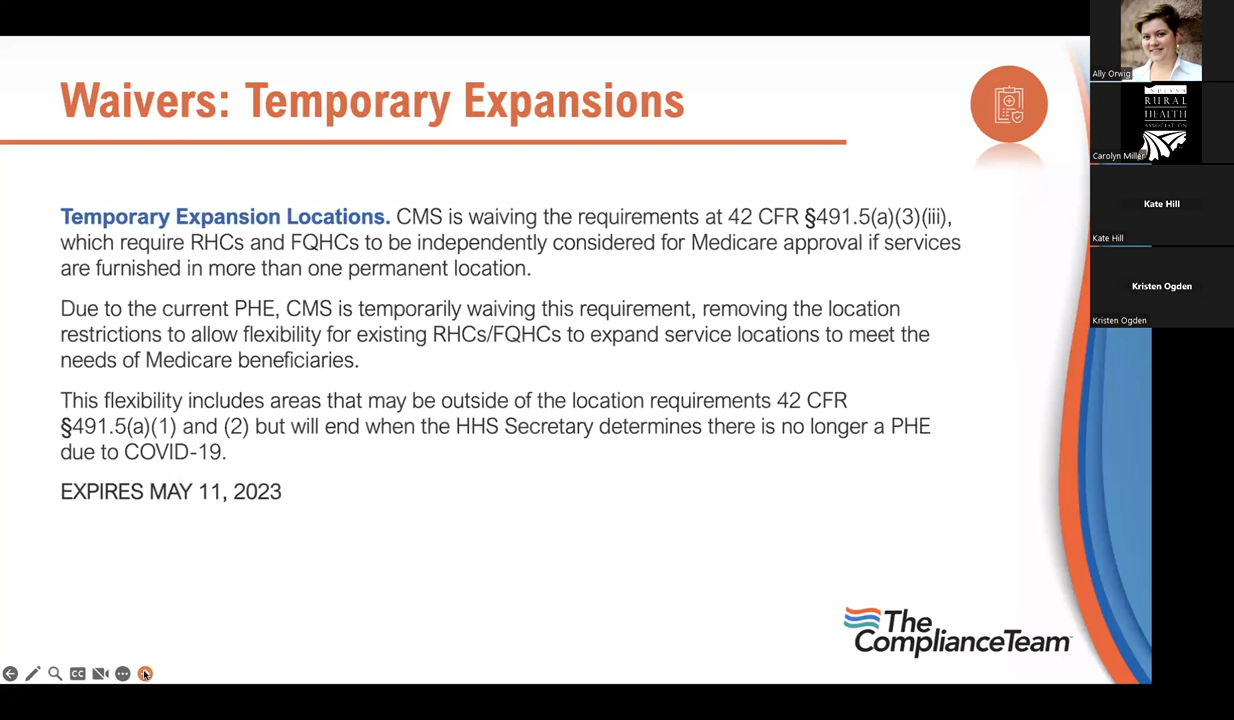 Waivers: Temporary Expansions
Temporary Expansion Locations. CMS is waiving the requirements at 42 CFR §491.5(a)(3)(iii),
which require RHCs and FQHCs to be independently considered for Medicare approval if services
are furnished in more than one permanent location.
Due to the current PHE, CMS is temporarily waiving this requirement, removing the location
restrictions to allow flexibility for existing RHCs/FQHCs to expand service locations to meet the
needs of Medicare beneficiaries.
This flexibility includes areas that may be outside of the location requirements 42 CFR
§491.5(a)(1) and (2) but will end when the HHS Secretary determines there is no longer a PHE
due to COVID-19.
EXPIRES MAY 11, 2023
The
ComplianceTeam
CC
Ally Orwig
RURAL
HEALTH
ASSOCIATION
Carolyn Miller
Kate Hill
Kate Hill
Kristen Ogden
Kristen Ogden